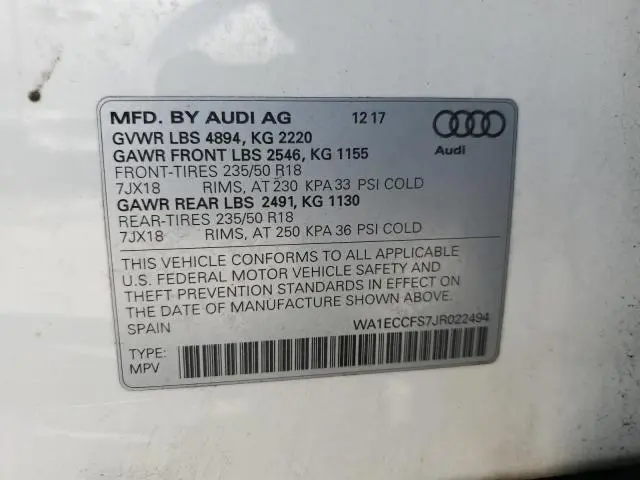 MFD. BY AUDI AG 12 17
GVWR LBS 4894, KG 2220
GAWR FRONT LBS 2546, KG 1155
FRONT-TIRES 235/50 R18
7JX18 RIMS, AT 230 KPA 33 PSI COLD
GAWR REAR LBS 2491, KG 1130
REAR-TIRES 235/50 R18
7JX18 RIMS, AT 250 KPA 36 PSI COLD
Audi
THIS VEHICLE CONFORMS TO ALL APPLICABLE
U.S. FEDERAL MOTOR VEHICLE SAFETY AND
THEFT PREVENTION STANDARDS IN EFFECT ON
THE DATE OF MANUFACTURE SHOWN ABOVE.
SPAIN WA1ECCFS7JR022494
TYPE:
MPV